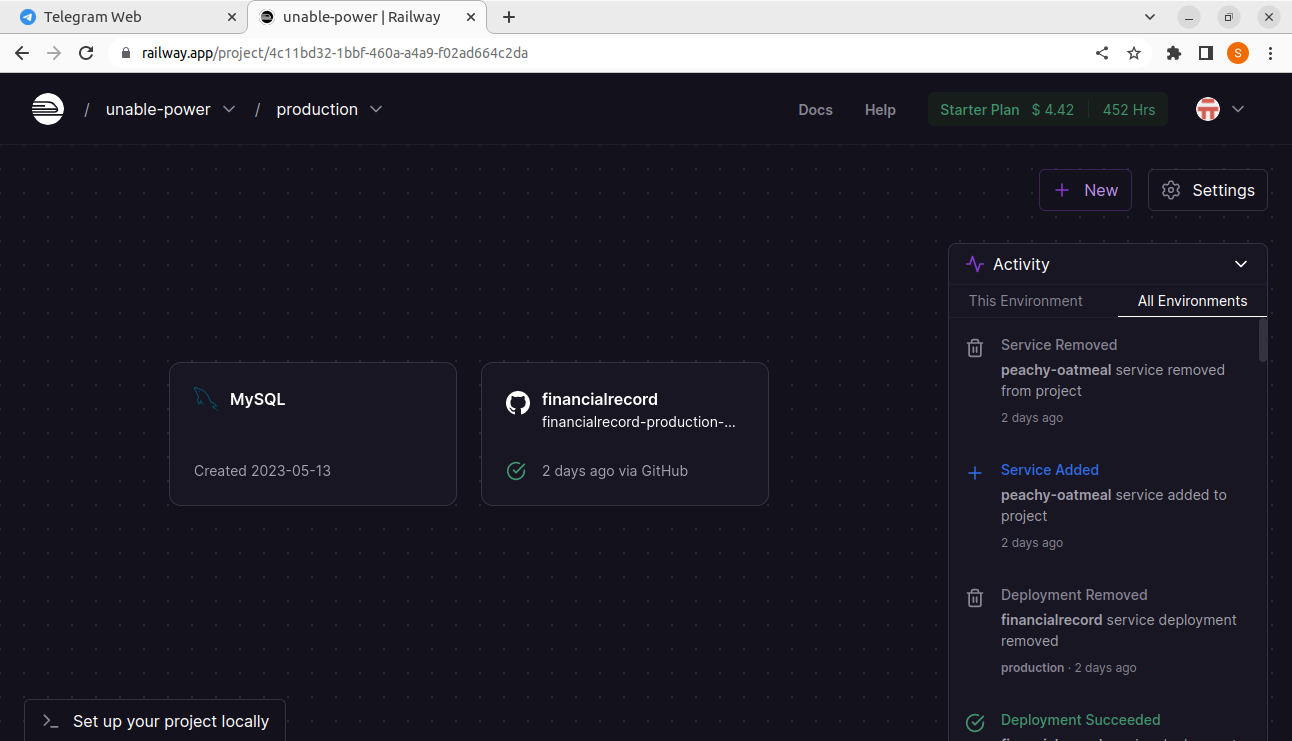 Telegram Web
unable-power | Railway
railway.app/project/4c11bd32-1bbf-460a-a4a9-f02ad664c2da
S
/ unable-power / production
Docs
Help
Starter Plan $ 4.42 452 Hrs
New
Settings
Activity
This Environment
All Environments
Service Removed
peachy-oatmeal service removed
from project
2 days ago
Service Added
peachy-oatmeal service added to
project
2 days ago
Deployment Removed
financialrecord service deployment
removed
production · 2 days ago
Deployment Succeeded
MySQL
Created 2023-05-13
financialrecord
financialrecord-production-...
2 days ago via GitHub
Set up your project locally